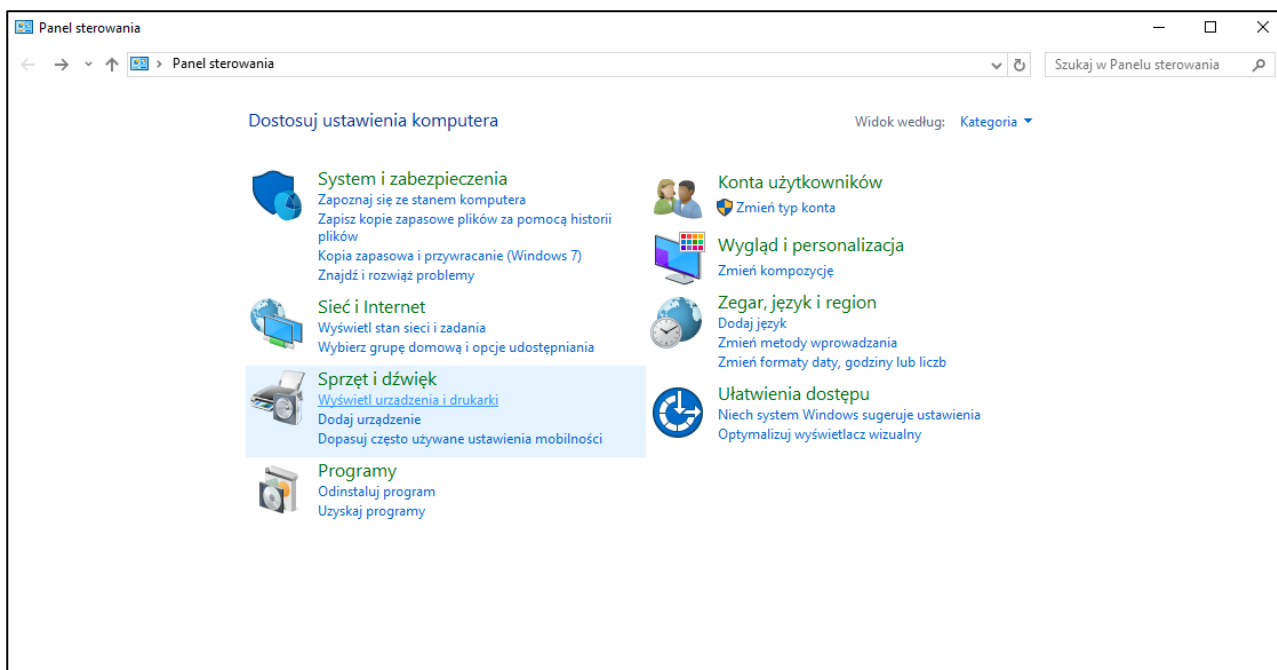 Panel sterowania
Panel sterowania
Szukaj w Panelu sterowania
Dostosuj ustawienia komputera
Widok według: Kategoria
System i zabezpieczenia
Zapoznaj się ze stanem komputera
Zapisz kopie zapasowe plików za pomocą historii
plików
Kopia zapasowa i przywracanie (Windows 7)
Znajdź i rozwiąż problemy
Sieć i Internet
Wyświetl stan sieci i zadania
Wybierz grupę domową i opcje udostępniania
Sprzęt i dźwięk
Wyświetl urządzenia i drukarki
Dodaj urządzenie
Dopasuj często używane ustawienia mobilności
Programy
Odinstaluj program
Uzyskaj programy
Konta użytkowników
Zmień typ konta
Wygląd i personalizacja
Zmień kompozycję
Zegar, język i region
Dodaj język
Zmień metody wprowadzania
Zmień formaty daty, godziny lub liczb
Ułatwienia dostępu
Niech system Windows sugeruje ustawienia
Optymalizuj wyświetlacz wizualny